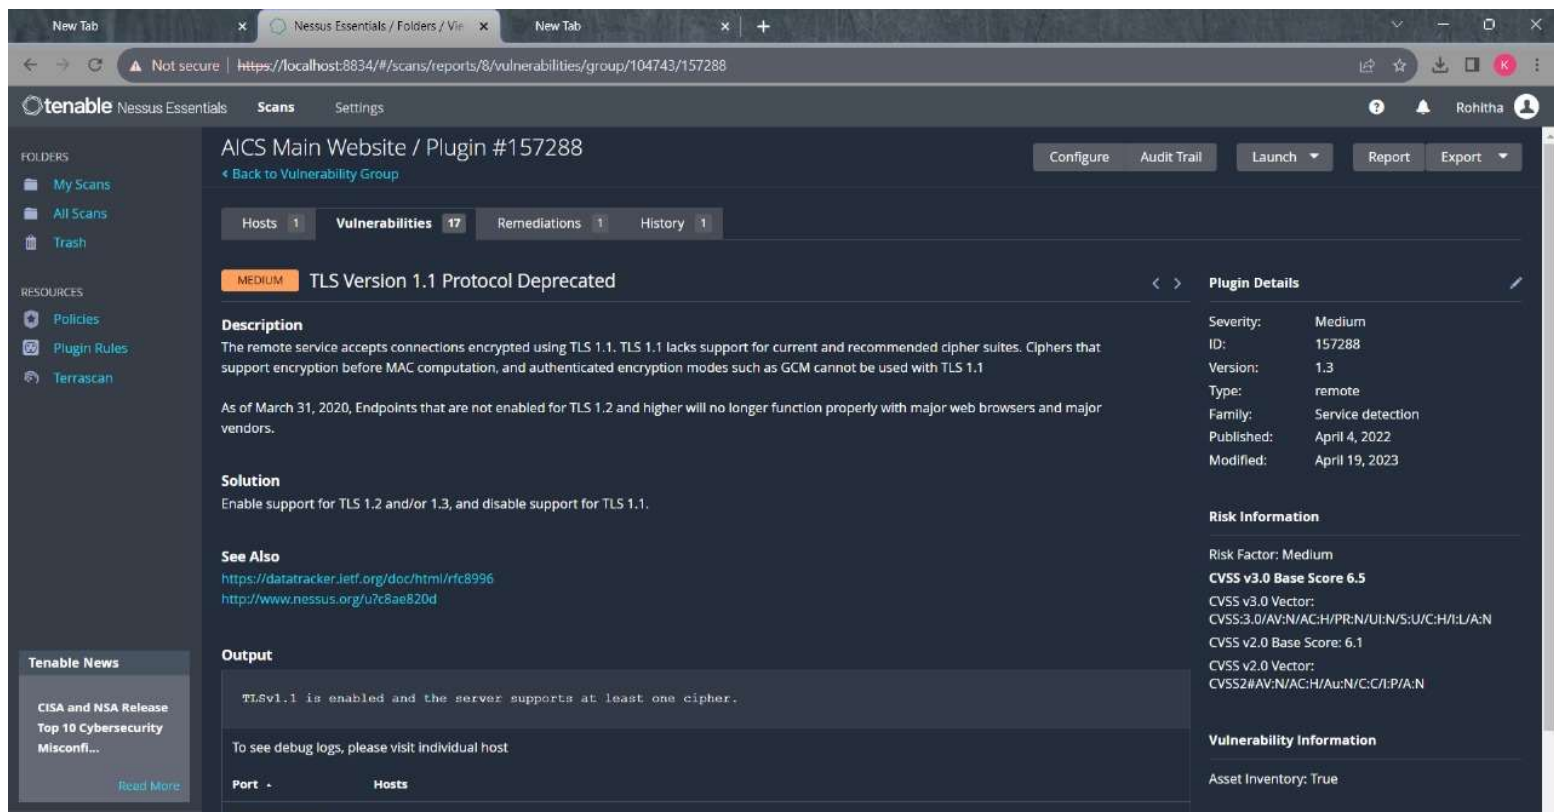 New Tab
Nessus Essentials / Folders / Vie
New Tab
Not secure
https://localhost:8834/#/scans/reports/8/vulnerabilities/group/104743/157288
K
tenable Nessus Essentials
Scans
Settings
Rohitha
FOLDERS
My Scans
All Scans
Trash
RESOURCES
Policies
Plugin Rules
Terrascan
Tenable News
CISA and NSA Release
Top 10 Cybersecurity
Misconfi...
Read More
AICS Main Website / Plugin #157288
< Back to Vulnerability Group
Configure
Audit Trail
Launch
Report
Export
Hosts 1
Vulnerabilities 17
Remediations 1
History 1
MEDIUM
TLS Version 1.1 Protocol Deprecated
Description
The remote service accepts connections encrypted using TLS 1.1. TLS 1.1 lacks support for current and recommended cipher suites. Ciphers that
support encryption before MAC computation, and authenticated encryption modes such as GCM cannot be used with TLS 1.1
As of March 31, 2020, Endpoints that are not enabled for TLS 1.2 and higher will no longer function properly with major web browsers and major
vendors.
Solution
Enable support for TLS 1.2 and/or 1.3, and disable support for TLS 1.1.
See Also
https://datatracker.ietf.org/doc/html/rfc8996
http://www.nessus.org/u?c8ae820d
Output
TLSv1.1 is enabled and the server supports at least one cipher.
To see debug logs, please visit individual host
Port
Hosts
Plugin Details
Severity: Medium
ID: 157288
Version: 1.3
Type: remote
Family: Service detection
Published: April 4, 2022
Modified: April 19, 2023
Risk Information
Risk Factor: Medium
CVSS v3.0 Base Score 6.5
CVSS v3.0 Vector:
CVSS:3.0/AV:N/AC:H/PR:N/UI:N/S:U/C:H/I:L/A:N
CVSS v2.0 Base Score: 6.1
CVSS v2.0 Vector:
CVSS2#AV:N/AC:H/Au:N/C:C/I:P/A:N
Vulnerability Information
Asset Inventory: True